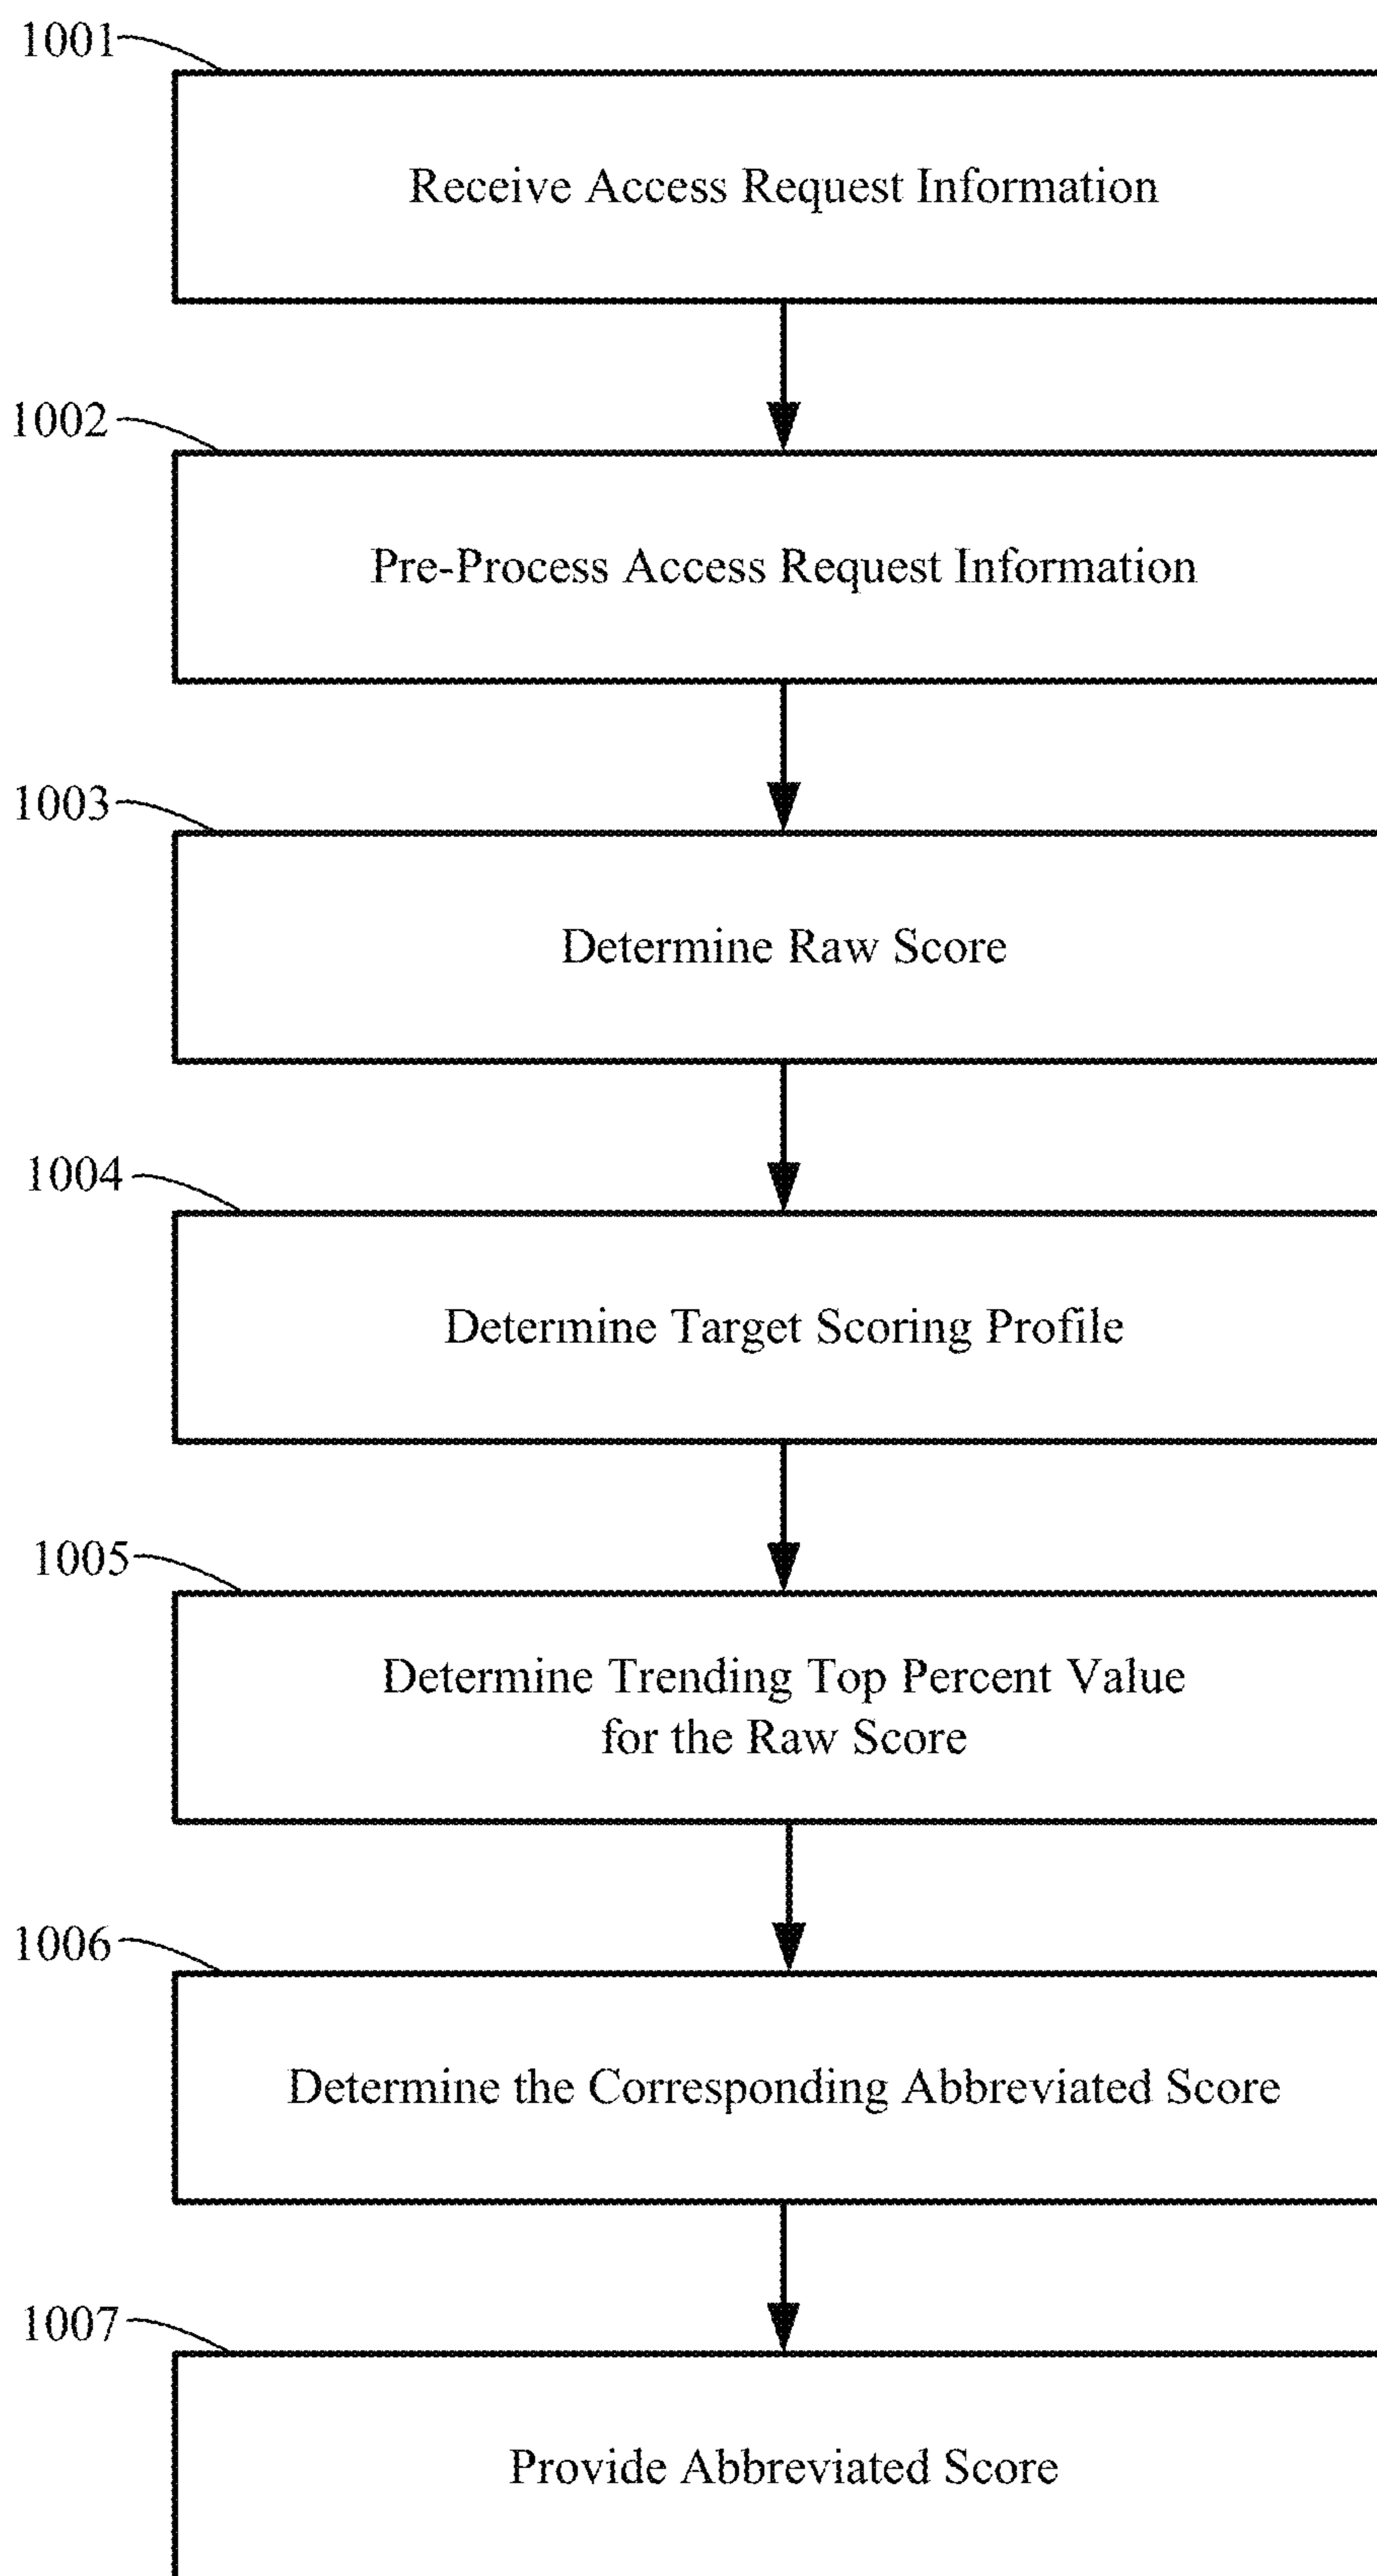 1001
Receive Access Request Information
1002
Pre-Process Access Request Information
1003
Determine Raw Score
1004
Determine Target Scoring Profile
1005
Determine Trending Top Percent Value
for the Raw Score
1006
Determine the Corresponding Abbreviated Score
1007
Provide Abbreviated Score